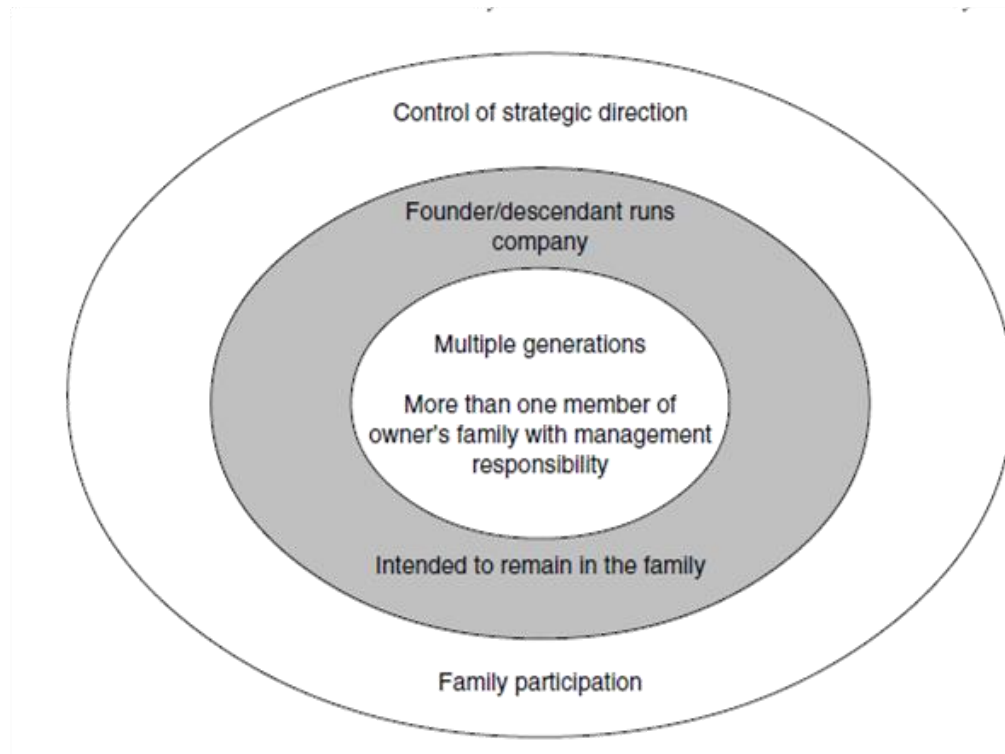 Control of strategic direction
Founder/descendant runs
company
Multiple generations
More than one member of
owner's family with management
responsibility
Intended to remain in the family
Family participation